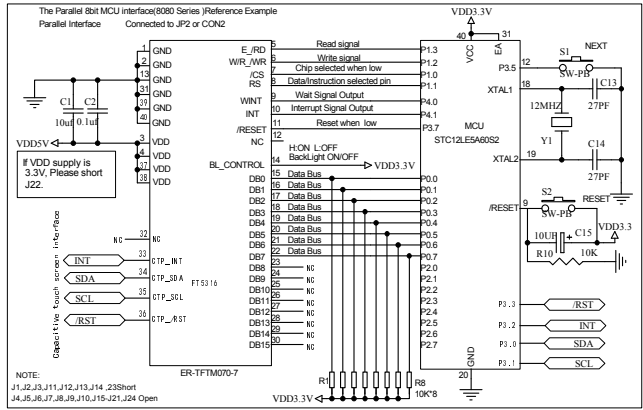 The Parallel 8bit MCU interface(8080 Series )Reference Example
Parallel Interface Connected to JP2 or CON2
VDD3.3V
40
31
VCC
EA
1 GND
2 GND
13 GND
31 GND
39 GND
40 GND
3 VDD
4 VDD
37 VDD
38 VDD
C1
10uf
C2
0.1uf
VDD5V
If VDD supply is
3.3V, Please short
J22.
E_/RD 5 Read signal P1.3
W/R_/WR 6 Write signal P1.2
/CS 7 Chip selected when low P1.0
RS 8 Data/Instruction selected pin P1.1
WINT 9 Wait Signal Output P4.0
INT 10 Interrupt Signal Output P4.1
/RESET 11 Reset when low P3.7
NC 12
H:ON L:OFF
BackLight ON/OFF
BL_CONTROL 14 VDD3.3V
DB0 15 Data Bus P0.0
DB1 16 Data Bus P0.1
DB2 17 Data Bus P0.2
DB3 18 Data Bus P0.3
DB4 19 Data Bus P0.4
DB5 20 Data Bus P0.5
DB6 21 Data Bus P0.6
DB7 22 Data Bus P0.7
DB8 23 NC P2.0
DB9 24 NC P2.1
DB10 25 NC P2.2
DB11 26 NC P2.3
DB12 27 NC P2.4
DB13 28 NC P2.5
DB14 29 NC P2.6
DB15 30 NC P2.7
MCU
STC12LE5A60S2
P3.5 12
S1 NEXT
SW-PB
XTAL1 18
C13
27PF
12MHZ
Y1
C14
27PF
XTAL2 19
S2 RESET
/RESET 9
SW-PB
VDD3.3
10UF + C15
R10 10K
P3.3 /RST
P3.2 INT
P3.0 SDA
P3.1 SCL
GND
20
Capacitive touch screen interface
NC 32 NC
INT 33 CTP_INT
SDA 34 CTP_SDA
FT5316
SCL 35 CTP_SCL
/RST 36 CTP_/RST
ER-TFTM070-7
R1
R8
10K*8
VDD3.3V
NOTE:
J1,J2,J3,J11,J12,J13,J14 ,23Short
J4,J5,J6,J7,J8,J9,J10,J15-J21,J24 Open